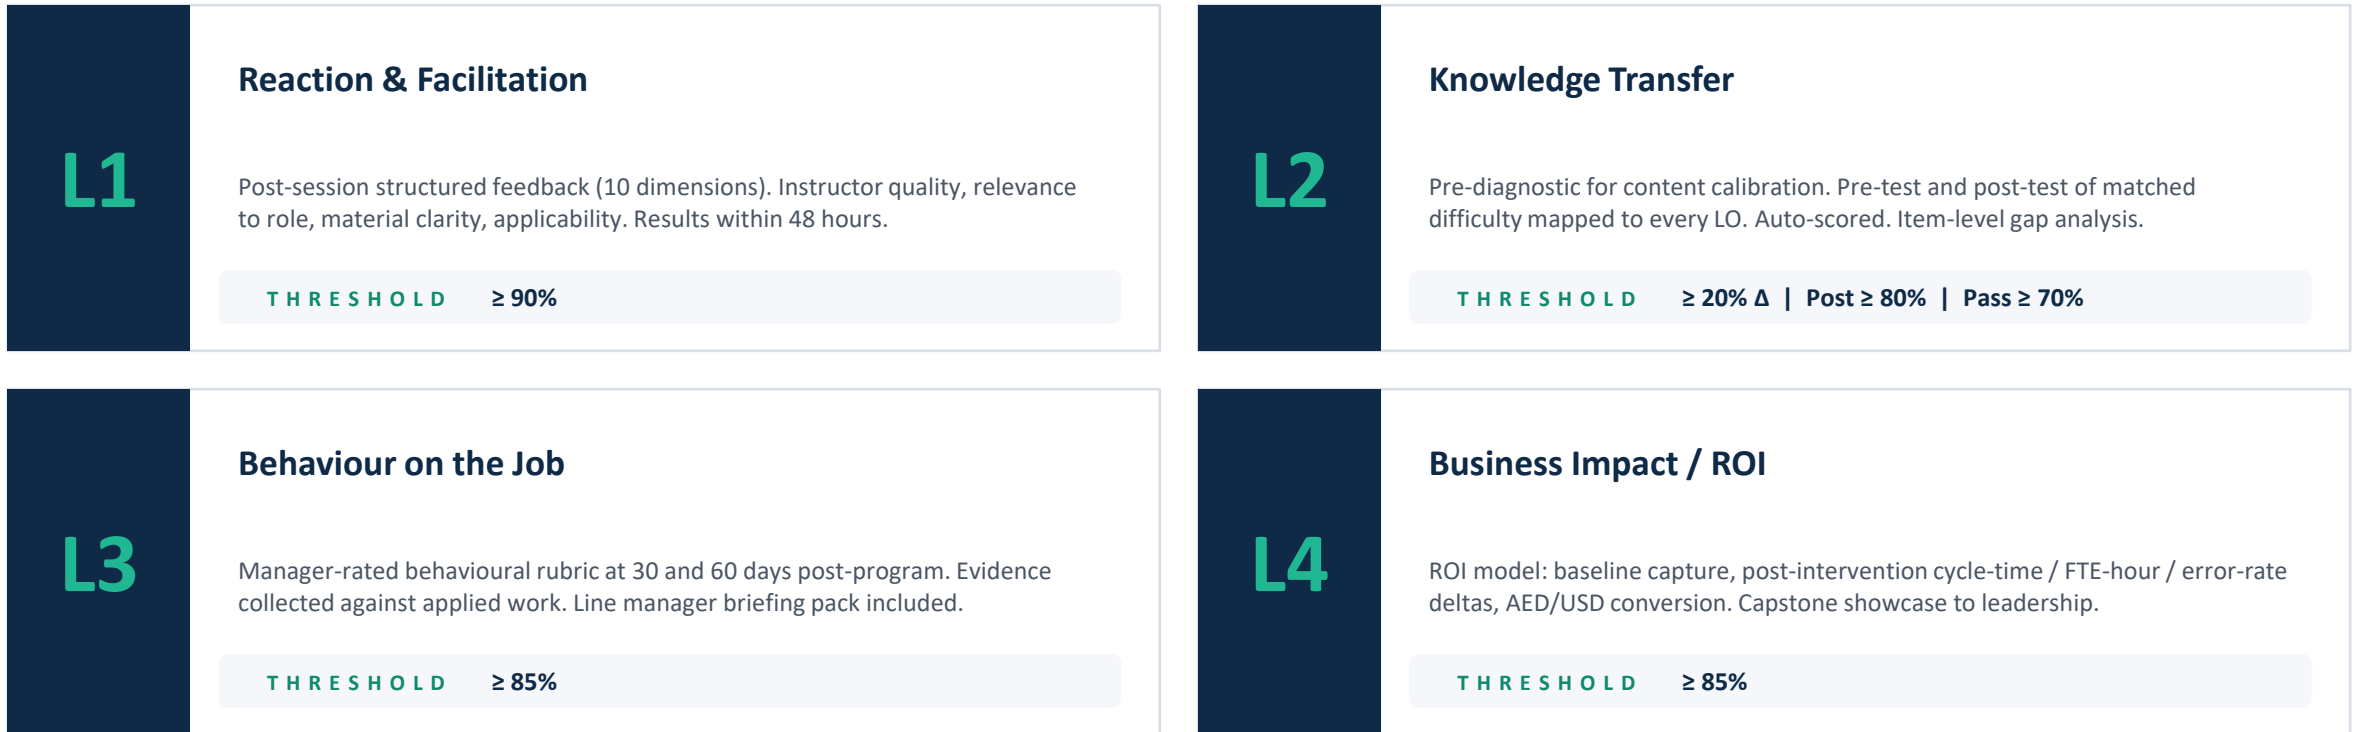 L1
Reaction & Facilitation
Post-session structured feedback (10 dimensions). Instructor quality, relevance
to role, material clarity, applicability. Results within 48 hours.
THRESHOLD ≥ 90%
L2
Knowledge Transfer
Pre-diagnostic for content calibration. Pre-test and post-test of matched
difficulty mapped to every LO. Auto-scored. Item-level gap analysis.
THRESHOLD ≥ 20% Δ | Post ≥ 80% | Pass ≥ 70%
L3
Behaviour on the Job
Manager-rated behavioural rubric at 30 and 60 days post-program. Evidence
collected against applied work. Line manager briefing pack included.
THRESHOLD ≥ 85%
L4
Business Impact / ROI
ROI model: baseline capture, post-intervention cycle-time / FTE-hour / error-rate
deltas, AED/USD conversion. Capstone showcase to leadership.
THRESHOLD ≥ 85%